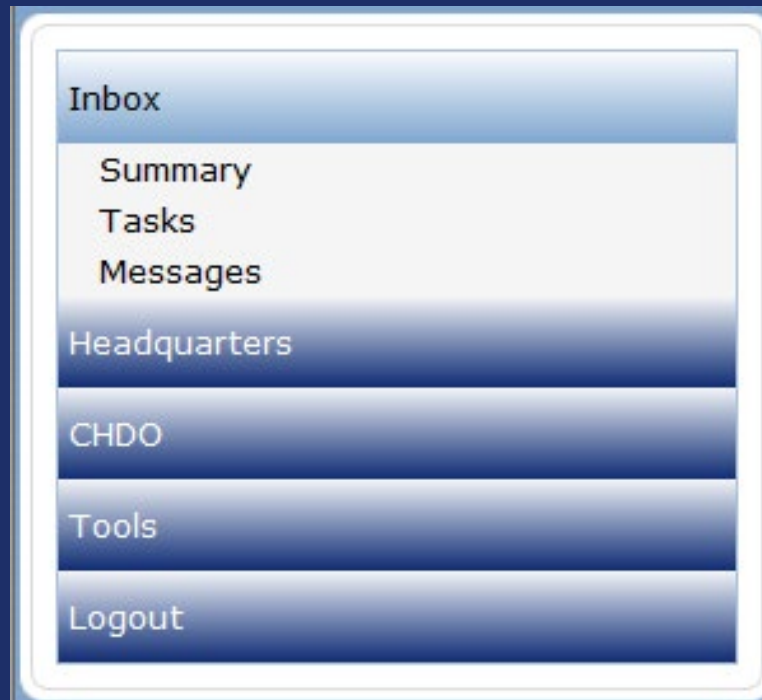 Inbox
Summary
Tasks
Messages
Headquarters
CHDO
Tools
Logout